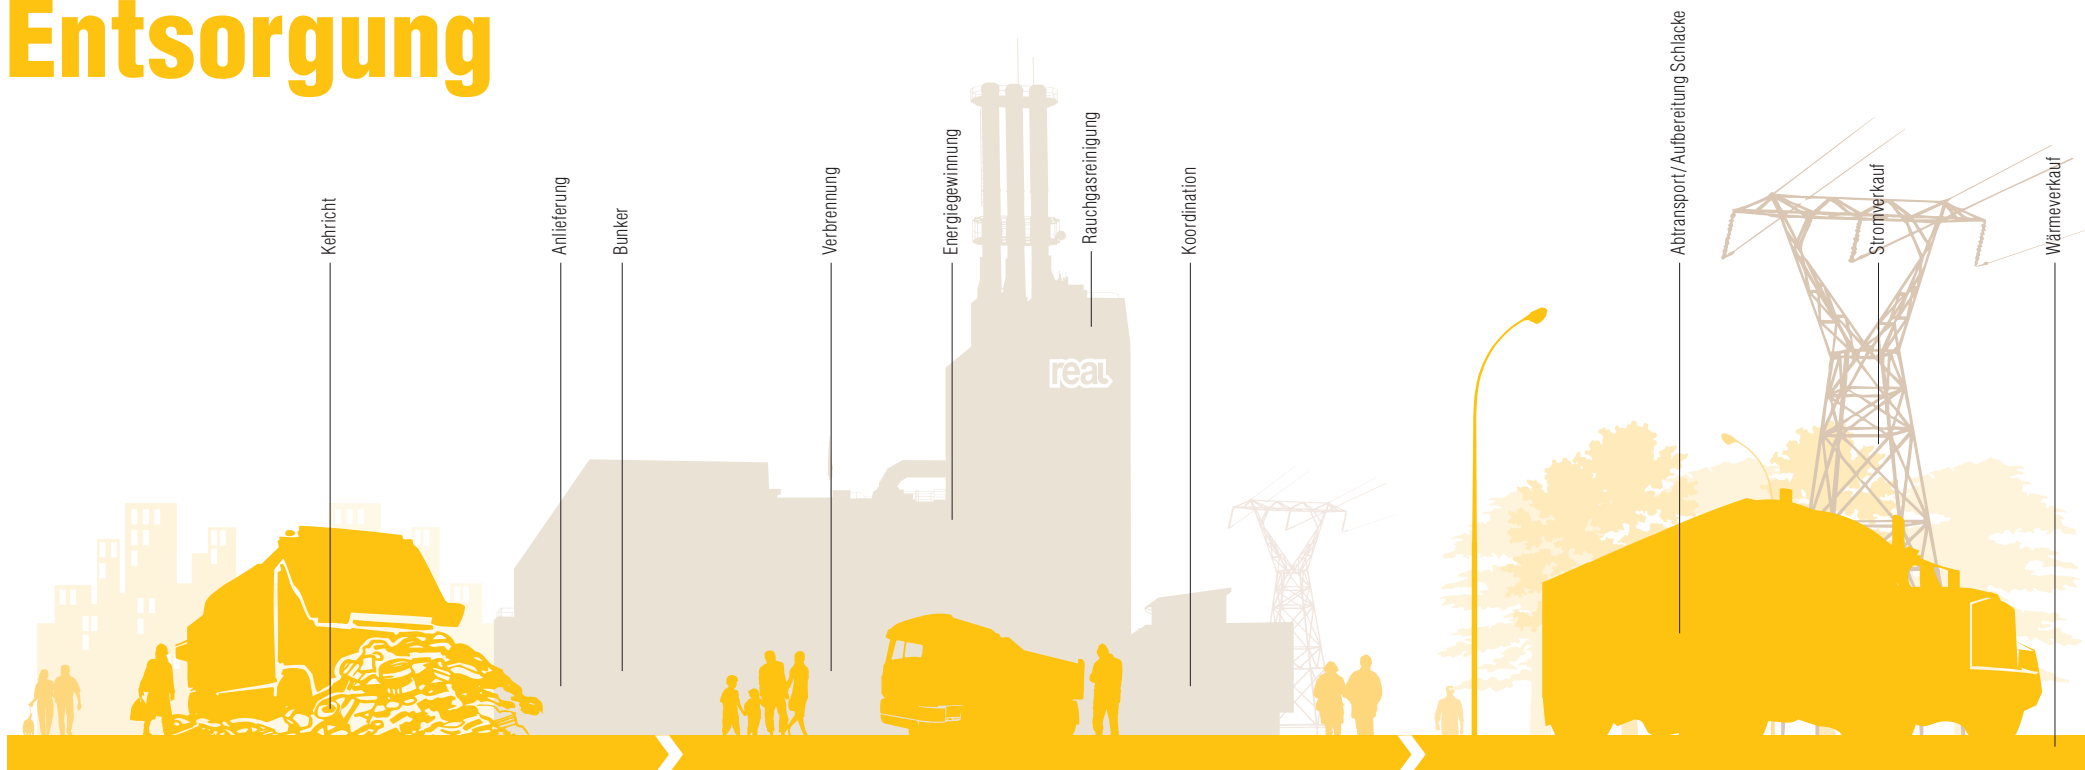 Entsorgung
Kehricht
Anlieferung
Bunker
Verbrennung
Energiegewinnung
Rauchgasreinigung
real
Koordination
Abtransport/Aufbereitung Schlacke
Stromverkauf
Wärmeverkauf